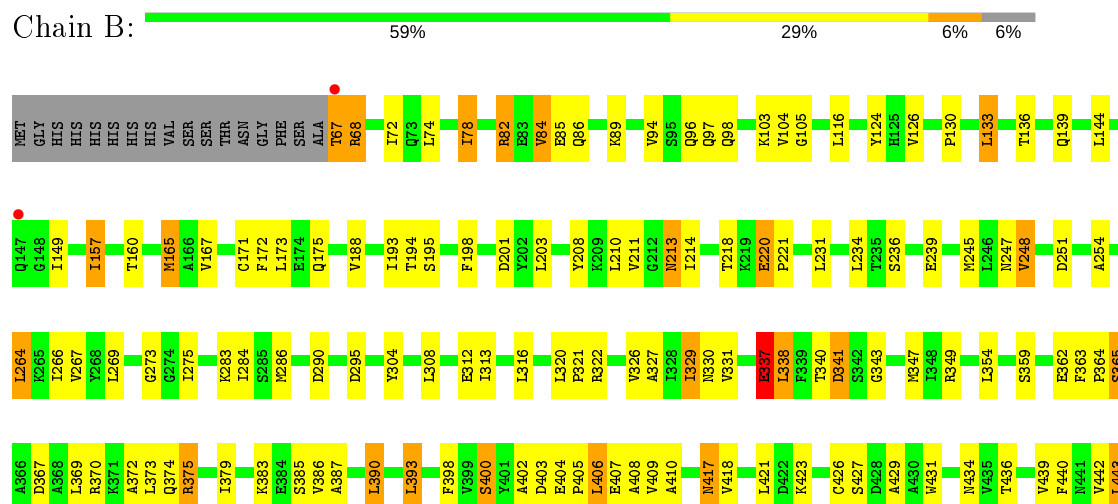 Chain B:
59% 29% 6% 6%
MET GLY HIS HIS HIS HIS HIS HIS VAL SER SER THR ASN GLY PHE SER ALA T67 R68 I72 Q73 L74 I78 R82 E83 V84 E85 Q86 K89 V94 S95 Q96 Q97 Q98 K103 V104 G105 L116 Y124 H125 V126 P130 L133 T136 Q139 L144
Q147 G148 I149 I157 T160 M165 A166 V167 C171 F172 L173 E174 Q175 V188 I193 T194 S195 F198 D201 Y202 L203 Y208 K209 L210 V211 G212 N213 I214 T218 K219 E220 P221 L231 L234 T235 S236 E239 M245 L246 N247 V248 D251 A254
L264 K265 I266 V267 Y268 L269 G273 G274 I275 K283 I284 S285 M286 D290 D295 Y304 L308 E312 I313 L316 L320 P321 R322 V326 A327 I328 I329 N330 V331 E337 L338 F339 T340 D341 S342 G343 M347 I348 R349 L354 S359 E362 F363 P364 S365
A366 D367 A368 L369 R370 K371 A372 L373 Q374 R375 I379 K383 E384 S385 V386 A387 L390 L393 F398 V399 S400 Y401 A402 D403 E404 P405 L406 E407 A408 V409 A410 N417 V418 L421 D422 K423 C426 S427 D428 A429 A430 W431 N434 V435 T436 V439 F440 N441 V442